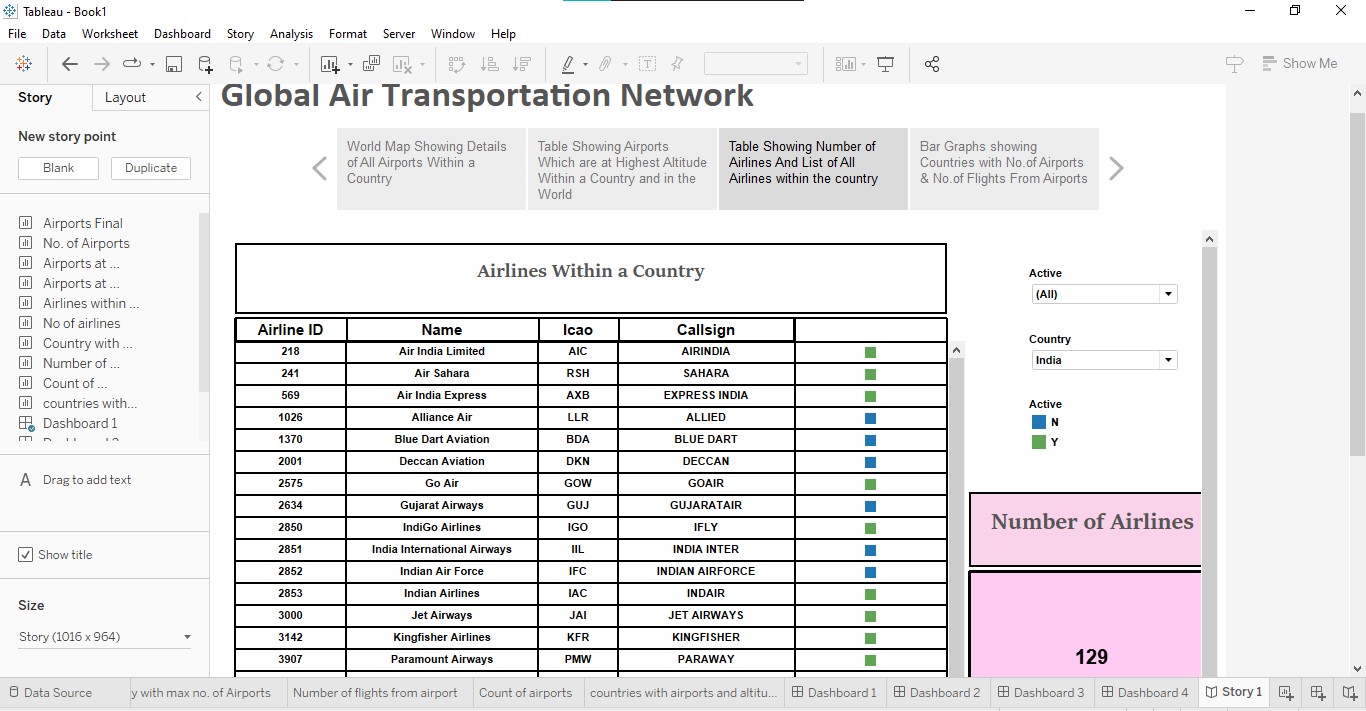 Tableau - Book1
File Data Worksheet Dashboard Story Analysis Format Server Window Help
Show Me
Story Layout
New story point
Blank Duplicate
Airports Final
No. of Airports
Airports at ...
Airports at ...
Airlines within ...
No of airlines
Country with ...
Number of ...
Count of ...
countries with...
Dashboard 1
A Drag to add text
Show title
Size
Story (1016 x 964)
Global Air Transportation Network
World Map Showing Details
of All Airports Within a
Country
Table Showing Airports
Which are at Highest Altitude
Within a Country and in the
World
Table Showing Number of
Airlines And List of All
Airlines within the country
Bar Graphs showing
Countries with No.of Airports
& No.of Flights From Airports
Airlines Within a Country
Airline ID Name Icao Callsign
218 Air India Limited AIC AIRINDIA
241 Air Sahara RSH SAHARA
569 Air India Express AXB EXPRESS INDIA
1026 Alliance Air LLR ALLIED
1370 Blue Dart Aviation BDA BLUE DART
2001 Deccan Aviation DKN DECCAN
2575 Go Air GOW GOAIR
2634 Gujarat Airways GUJ GUJARATAIR
2850 IndiGo Airlines IGO IFLY
2851 India International Airways IIL INDIA INTER
2852 Indian Air Force IFC INDIAN AIRFORCE
2853 Indian Airlines IAC INDAIR
3000 Jet Airways JAI JET AIRWAYS
3142 Kingfisher Airlines KFR KINGFISHER
3907 Paramount Airways PMW PARAWAY
Active
(All)
Country
India
Active
N
Y
Number of Airlines
129
Data Source y with max no. of Airports Number of flights from airport Count of airports countries with airports and altitu... Dashboard 1 Dashboard 2 Dashboard 3 Dashboard 4 Story 1